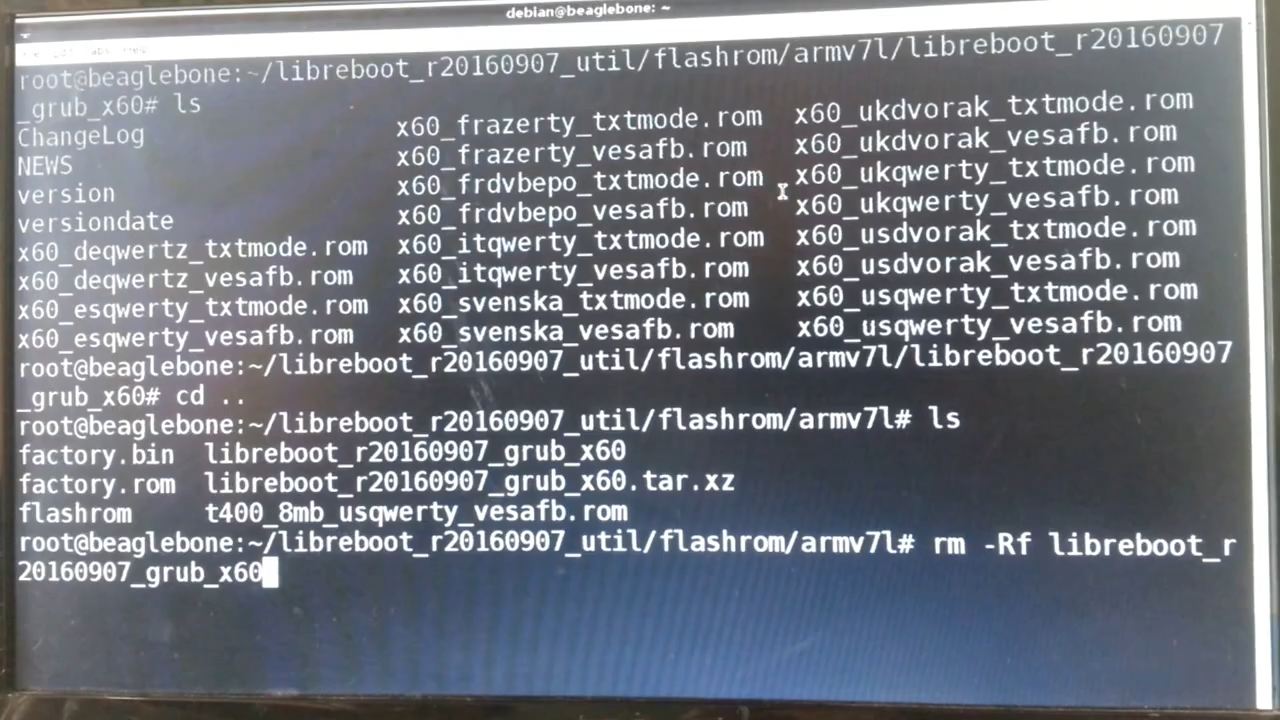 debian@beaglebone: ~
root@beaglebone:~/libreboot_r20160907_util/flashrom/armv7l/libreboot_r20160907
_grub_x60# ls
ChangeLog x60_frazerty_txtmode.rom x60_ukdvorak_txtmode.rom
NEWS x60_frazerty_vesafb.rom x60_ukdvorak_vesafb.rom
version x60_frdvbepo_txtmode.rom x60_ukqwerty_txtmode.rom
versiondate x60_frdvbepo_vesafb.rom x60_ukqwerty_vesafb.rom
x60_deqwertz_txtmode.rom x60_itqwerty_txtmode.rom x60_usdvorak_txtmode.rom
x60_deqwertz_vesafb.rom x60_itqwerty_vesafb.rom x60_usdvorak_vesafb.rom
x60_esqwerty_txtmode.rom x60_svenska_txtmode.rom x60_usqwerty_txtmode.rom
x60_esqwerty_vesafb.rom x60_svenska_vesafb.rom x60_usqwerty_vesafb.rom
root@beaglebone:~/libreboot_r20160907_util/flashrom/armv7l/libreboot_r20160907
_grub_x60# cd ..
root@beaglebone:~/libreboot_r20160907_util/flashrom/armv7l# ls
factory.bin libreboot_r20160907_grub_x60
factory.rom libreboot_r20160907_grub_x60.tar.xz
flashrom t400_8mb_usqwerty_vesafb.rom
root@beaglebone:~/libreboot_r20160907_util/flashrom/armv7l# rm -Rf libreboot_r
20160907_grub_x60